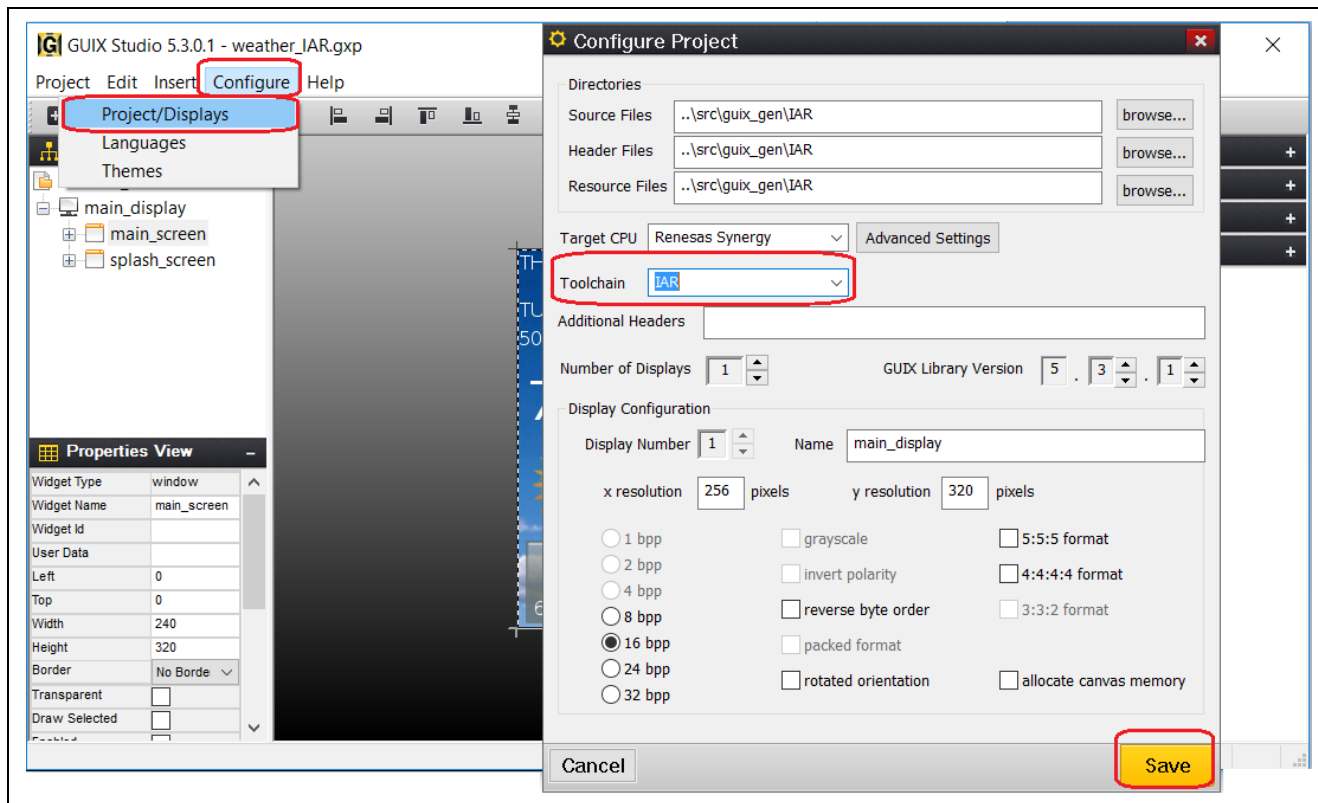 GUIX Studio 5.3.0.1 - weather_IAR.gxp
Project Edit Insert Configure Help
Project/Displays
Languages
Themes
main_display
main_screen
splash_screen
TH
TU
50
6
Properties View
Widget Type window
Widget Name main_screen
Widget Id
User Data
Left 0
Top 0
Width 240
Height 320
Border No Borde
Transparent
Draw Selected
Enabled
Configure Project
Directories
Source Files ..\src\guix_gen\IAR browse...
Header Files ..\src\guix_gen\IAR browse...
Resource Files ..\src\guix_gen\IAR browse...
Target CPU Renesas Synergy Advanced Settings
Toolchain IAR
Additional Headers
Number of Displays 1 GUIX Library Version 5 . 3 . 1
Display Configuration
Display Number 1 Name main_display
x resolution 256 pixels y resolution 320 pixels
1 bpp grayscale 5:5:5 format
2 bpp invert polarity 4:4:4:4 format
4 bpp
8 bpp reverse byte order 3:3:2 format
16 bpp packed format
24 bpp rotated orientation allocate canvas memory
32 bpp
Cancel Save